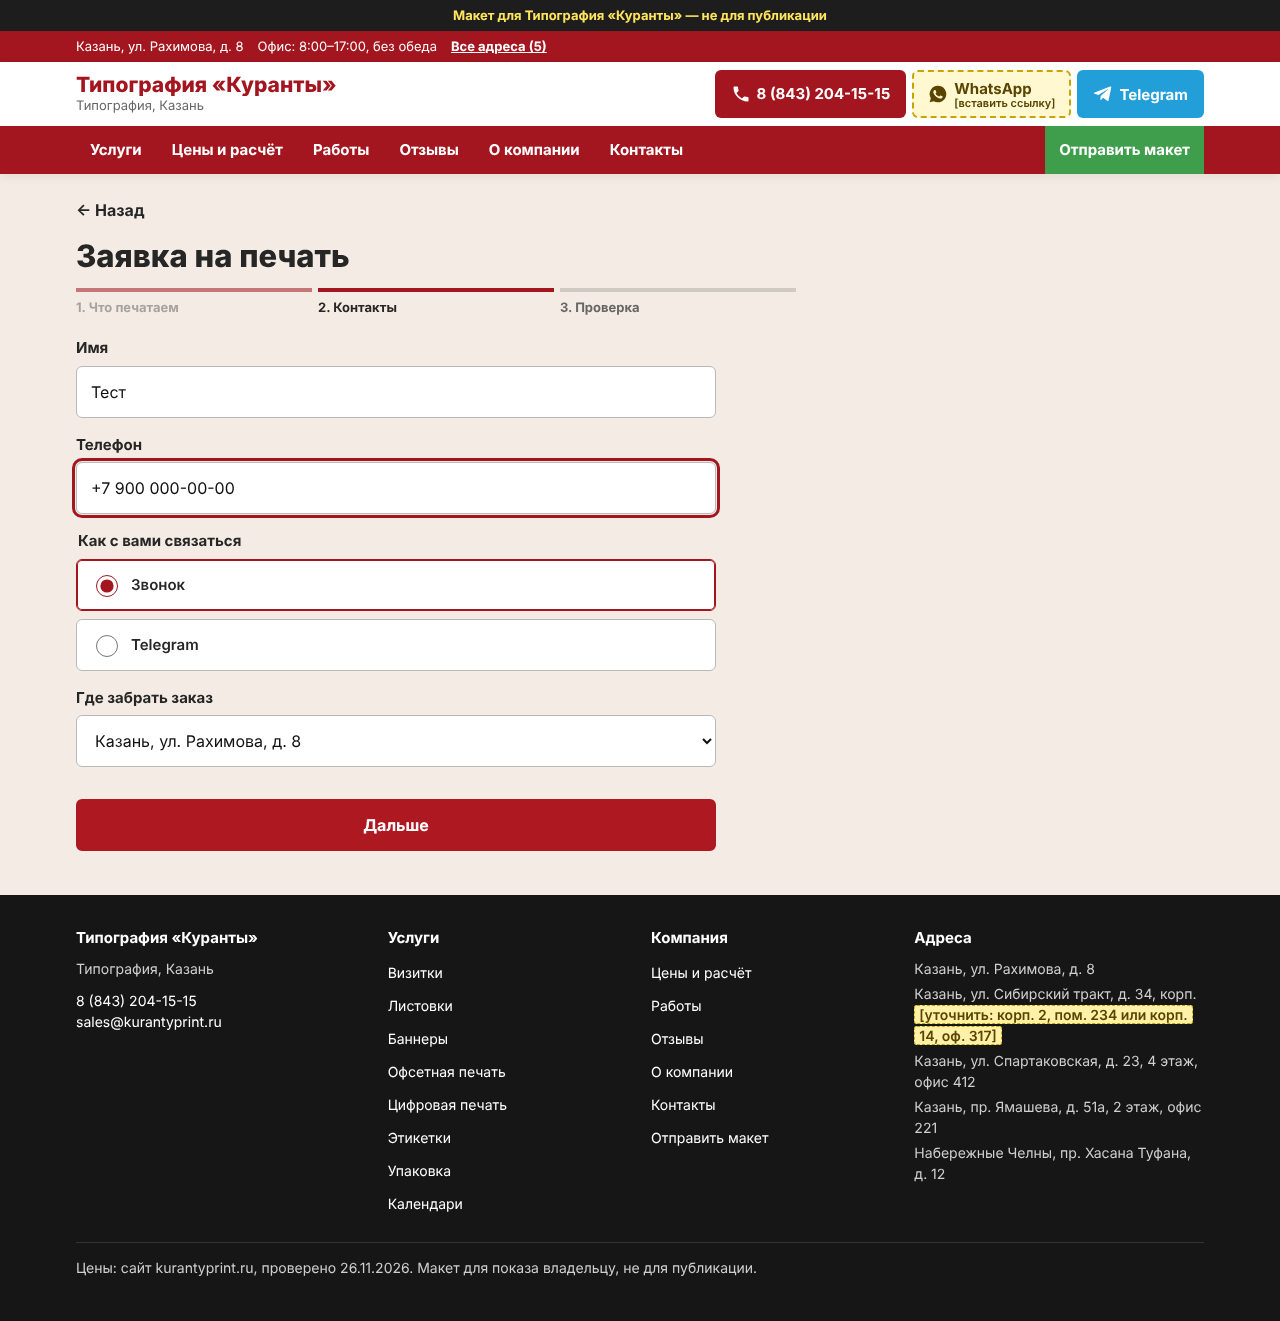 Макет для Типография «Куранты» — не для публикации
Казань, ул. Рахимова, д. 8 Офис: 8:00–17:00, без обеда Все адреса (5)
Типография «Куранты»
Типография, Казань
8 (843) 204-15-15
WhatsApp
[вставить ссылку]
Telegram
Услуги Цены и расчёт Работы Отзывы О компании Контакты Отправить макет
← Назад
Заявка на печать
1. Что печатаем 2. Контакты 3. Проверка
Имя
Тест
Телефон
+7 900 000-00-00
Как с вами связаться
Звонок
Telegram
Где забрать заказ
Казань, ул. Рахимова, д. 8
Дальше
Типография «Куранты»
Типография, Казань
8 (843) 204-15-15
sales@kurantyprint.ru
Услуги
Визитки
Листовки
Баннеры
Офсетная печать
Цифровая печать
Этикетки
Упаковка
Календари
Компания
Цены и расчёт
Работы
Отзывы
О компании
Контакты
Отправить макет
Адреса
Казань, ул. Рахимова, д. 8
Казань, ул. Сибирский тракт, д. 34, корп.
[уточнить: корп. 2, пом. 234 или корп.
14, оф. 317]
Казань, ул. Спартаковская, д. 23, 4 этаж,
офис 412
Казань, пр. Ямашева, д. 51а, 2 этаж, офис
221
Набережные Челны, пр. Хасана Туфана,
д. 12
Цены: сайт kurantyprint.ru, проверено 26.11.2026. Макет для показа владельцу, не для публикации.